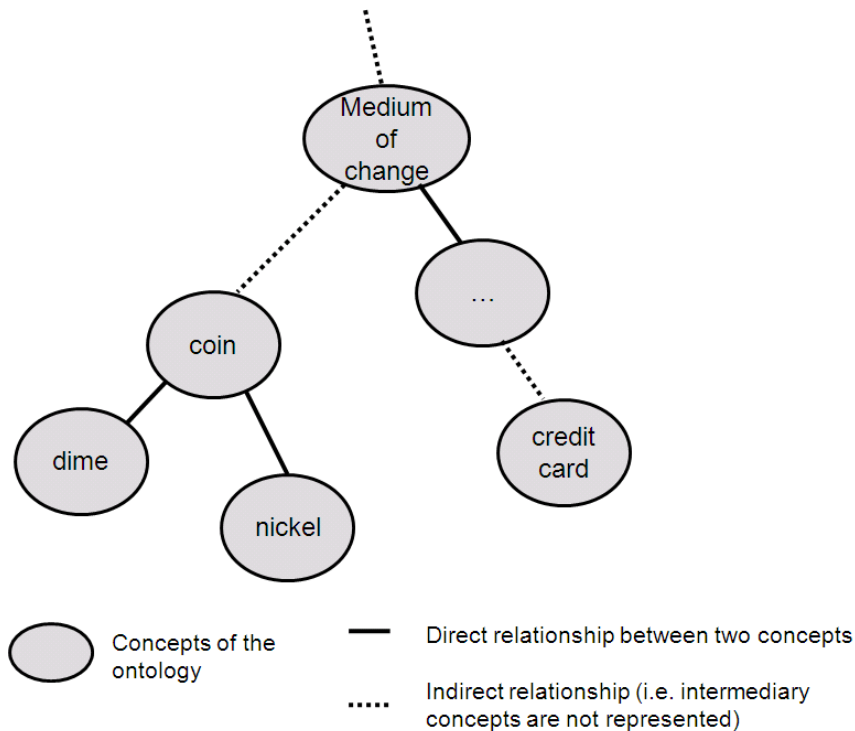 Medium
of
change
...
coin
credit
card
dime
nickel
Concepts of the
ontology
Direct relationship between two concepts
Indirect relationship (i.e. intermediary
concepts are not represented)